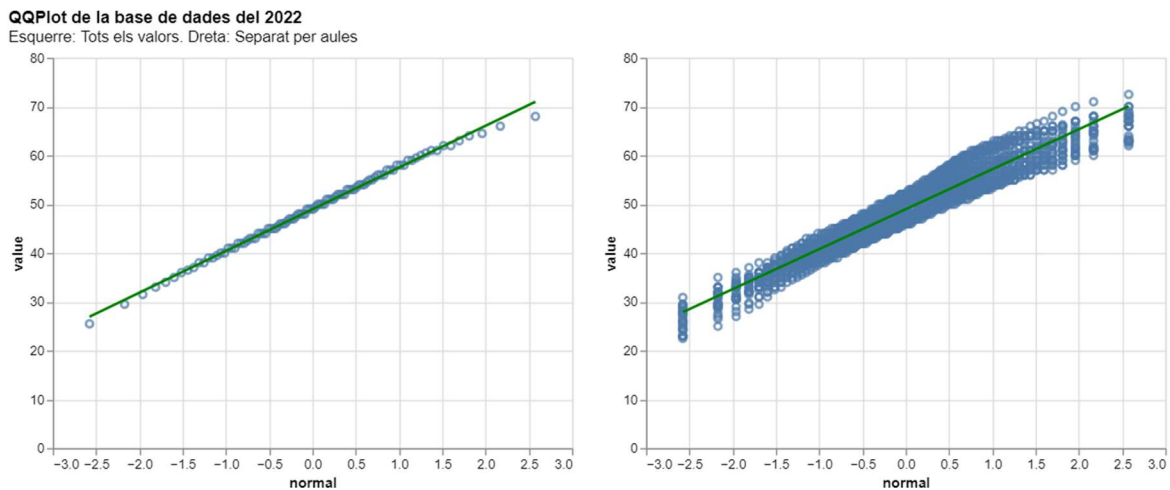 QQPlot de la base de dades del 2022
Esquerre: Tots els valors. Dreta: Separat per aules
80
70
60
50
40
30
20
10
0
value
−3.0 −2.5 −2.0 −1.5 −1.0 −0.5 0.0 0.5 1.0 1.5 2.0 2.5 3.0
normal
80
70
60
50
40
30
20
10
0
value
−3.0 −2.5 −2.0 −1.5 −1.0 −0.5 0.0 0.5 1.0 1.5 2.0 2.5 3.0
normal